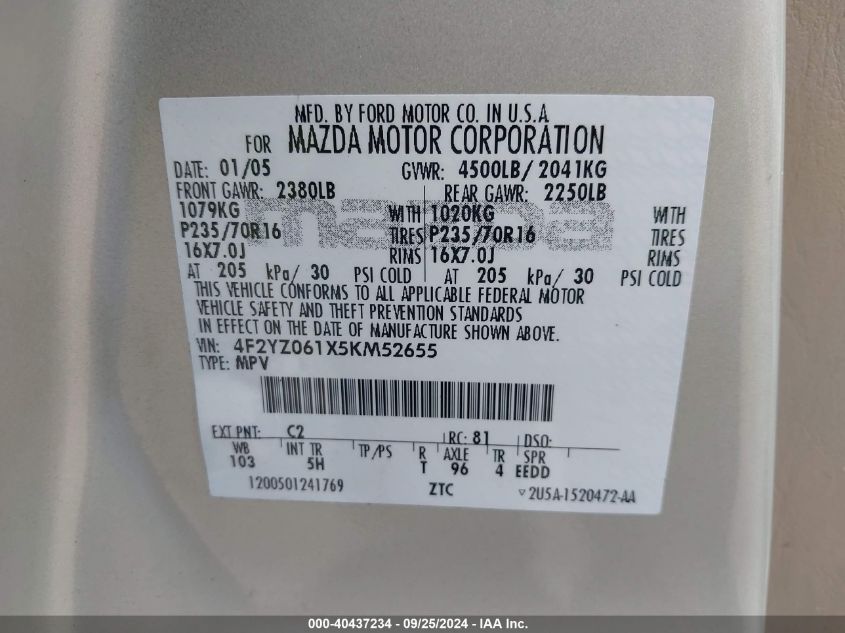 MFD. BY FORD MOTOR CO. IN U.S.A
FOR MAZDA MOTOR CORPORATION
DATE: 01/05 GVWR: 4500LB/ 2041KG
FRONT GAWR: 2380LB REAR GAWR: 2250LB
1079KG WITH 1020KG WITH
P235/70R16 TIRES P235/70R16 TIRES
16X7.0J RIMS 16X7.0J RIMS
AT 205 kPa/ 30 PSI COLD AT 205 kPa/ 30 PSI COLD
THIS VEHICLE CONFORMS TO ALL APPLICABLE FEDERAL MOTOR
VEHICLE SAFETY AND THEFT PREVENTION STANDARDS
IN EFFECT ON THE DATE OF MANUFACTURE SHOWN ABOVE.
VIN: 4F2YZ061X5KM52655
TYPE: MPV
EXT PNT: C2 RC: 81 DSO:
WB INT TR TP/PS R AXLE TR SPR
103 5H T 96 4 EEDD
1200501241769 ZTC ▽2U5A-1520472-AA
000-40437234 - 09/25/2024 - IAA Inc.